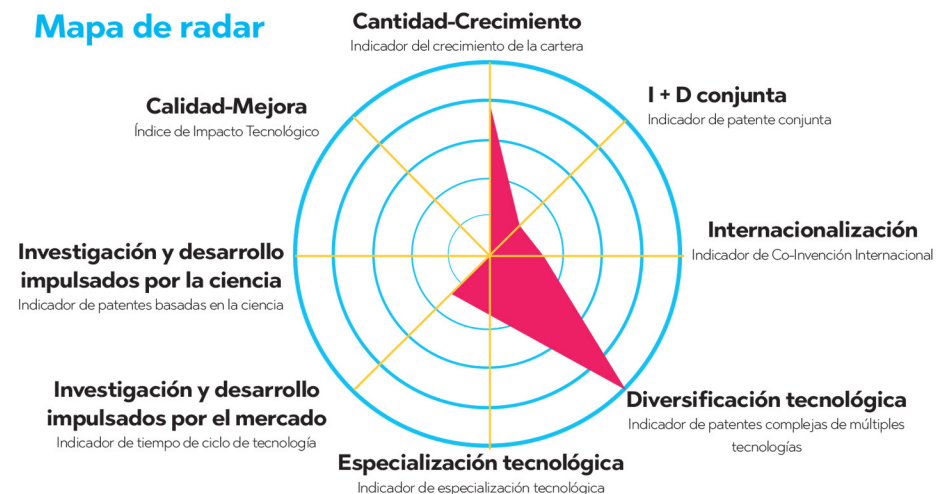 Mapa de radar
Cantidad-Crecimiento
Indicador del crecimiento de la cartera
I + D conjunta
Indicador de patente conjunta
Calidad-Mejora
Índice de Impacto Tecnológico
Internacionalización
Indicador de Co-Invención Internacional
Investigación y desarrollo
impulsados por la ciencia
Indicador de patentes basadas en la ciencia
Investigación y desarrollo
impulsados por el mercado
Indicador de tiempo de ciclo de tecnología
Diversificación tecnológica
Indicador de patentes complejas de múltiples
tecnologías
Especialización tecnológica
Indicador de especialización tecnológica